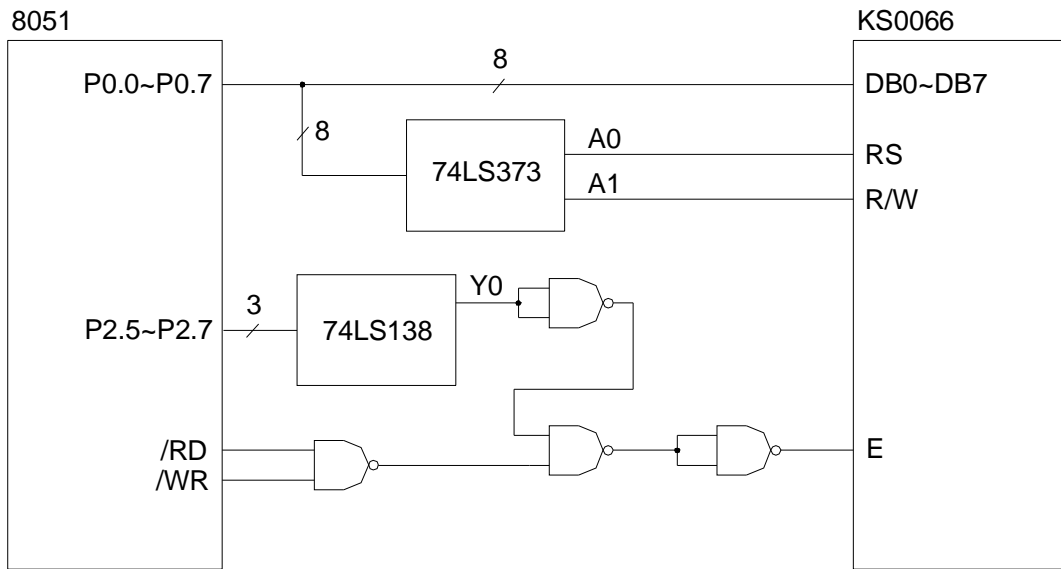 8051
KS0066
P0.0~P0.7
8
DB0~DB7
8
74LS373
A0
RS
A1
R/W
P2.5~P2.7
3
74LS138
Y0
/RD
/WR
E